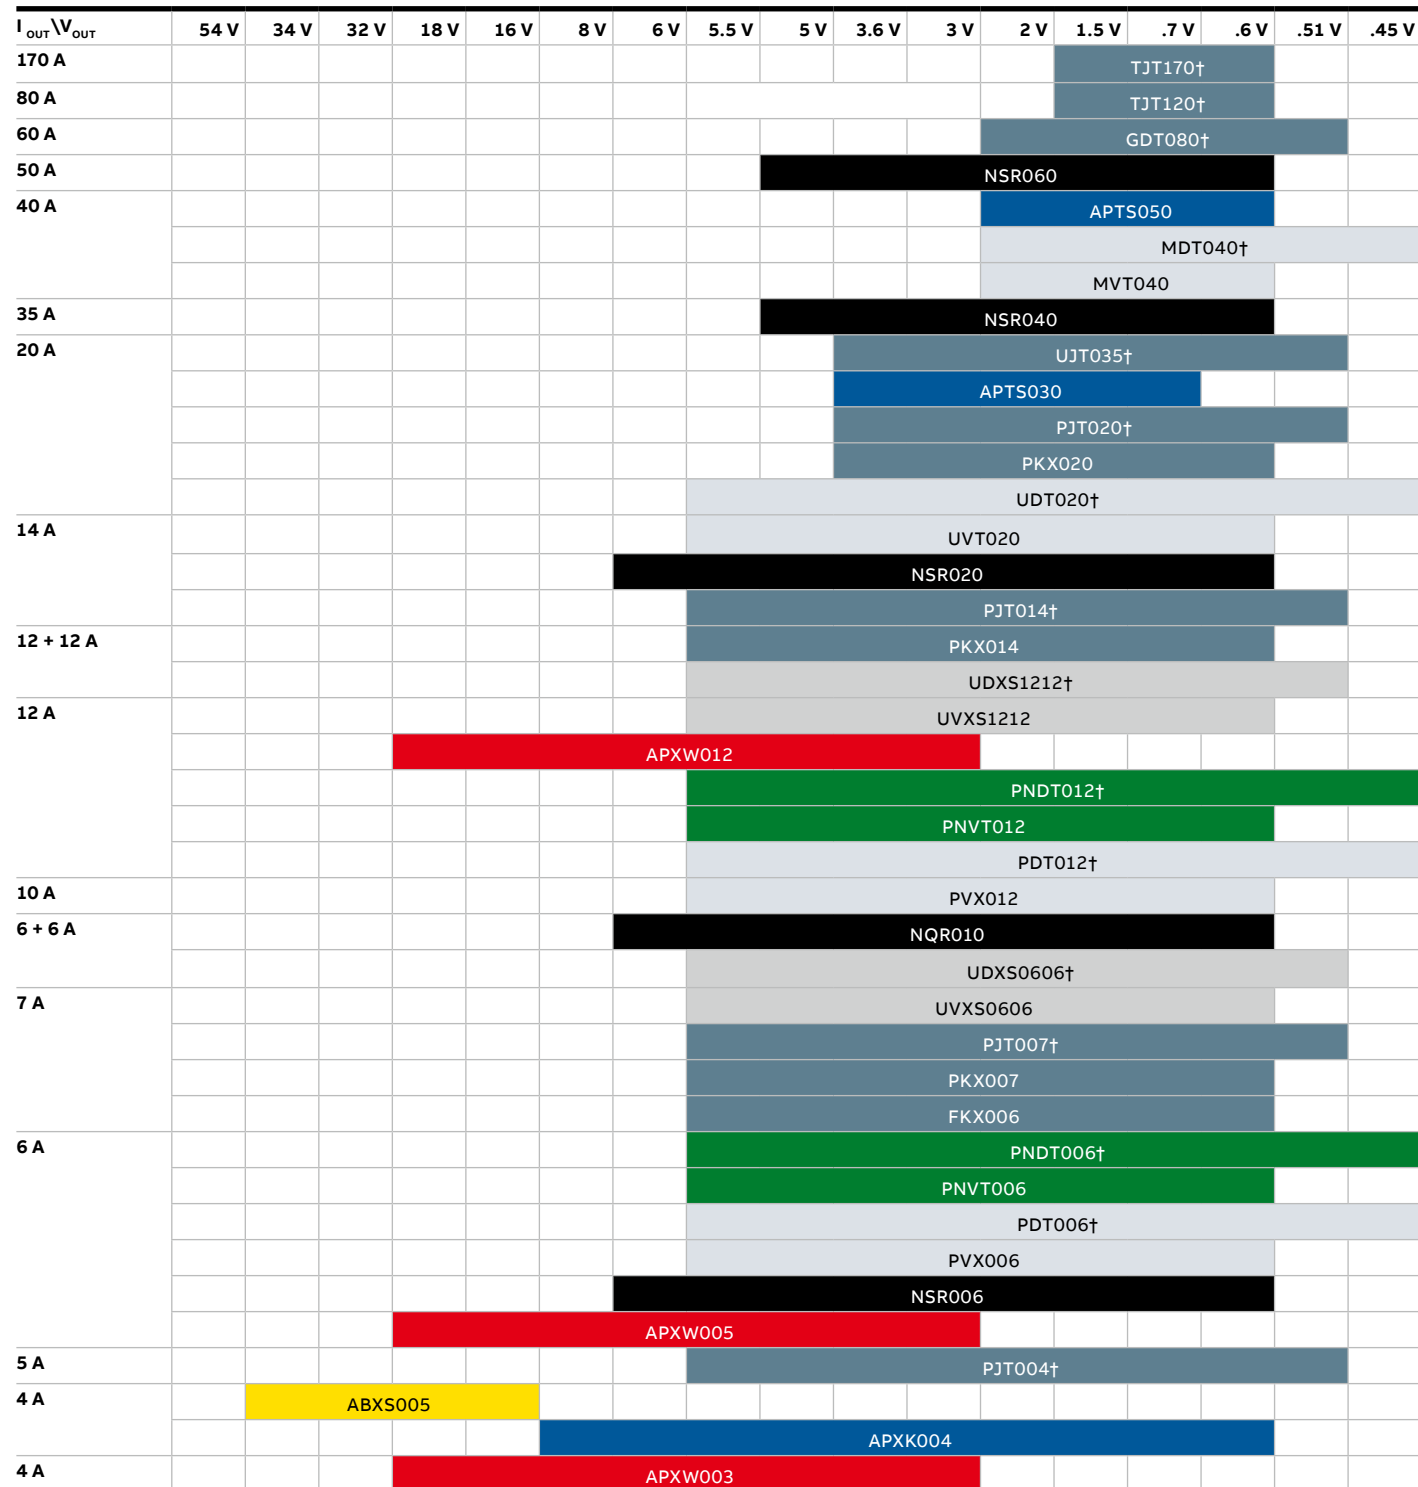 I OUT\VOUT 54 V 34 V 32 V 18 V 16 V 8 V 6 V 5.5 V 5 V 3.6 V 3 V 2 V 1.5 V .7 V .6 V .51 V .45 V
170 A TJT170†
80 A TJT120†
60 A GDT080†
50 A NSR060
40 A APTS050
MDT040†
MVT040
35 A NSR040
20 A UJT035†
APTS030
PJT020†
PKX020
UDT020†
14 A UVT020
NSR020
PJT014†
12 + 12 A PKX014
UDXS1212†
12 A UVXS1212
APXW012
PNDT012†
PNVT012
PDT012†
10 A PVX012
6 + 6 A NQR010
UDXS0606†
7 A UVXS0606
PJT007†
PKX007
FKX006
6 A PNDT006†
PNVT006
PDT006†
PVX006
NSR006
APXW005
5 A PJT004†
4 A ABXS005
APXK004
4 A APXW003